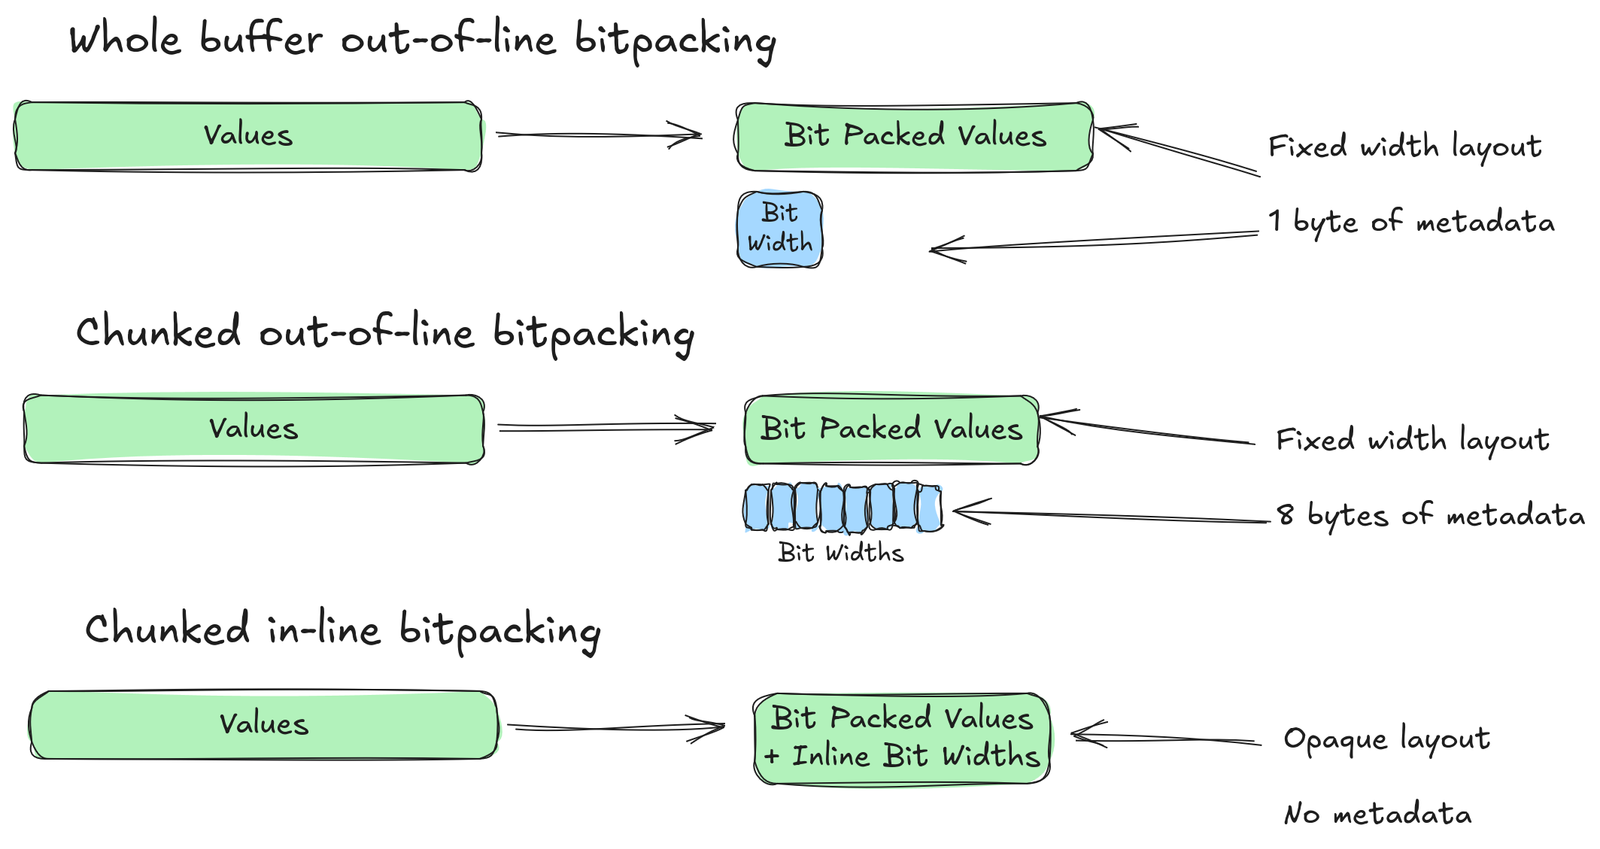 Whole buffer out-of-line bitpacking
Values
Bit Packed Values
Fixed width layout
Bit
Width
1 byte of metadata
Chunked out-of-line bitpacking
Values
Bit Packed Values
Fixed width layout
8 bytes of metadata
Bit Widths
Chunked in-line bitpacking
Values
Bit Packed Values
+ Inline Bit Widths
Opaque layout
No metadata